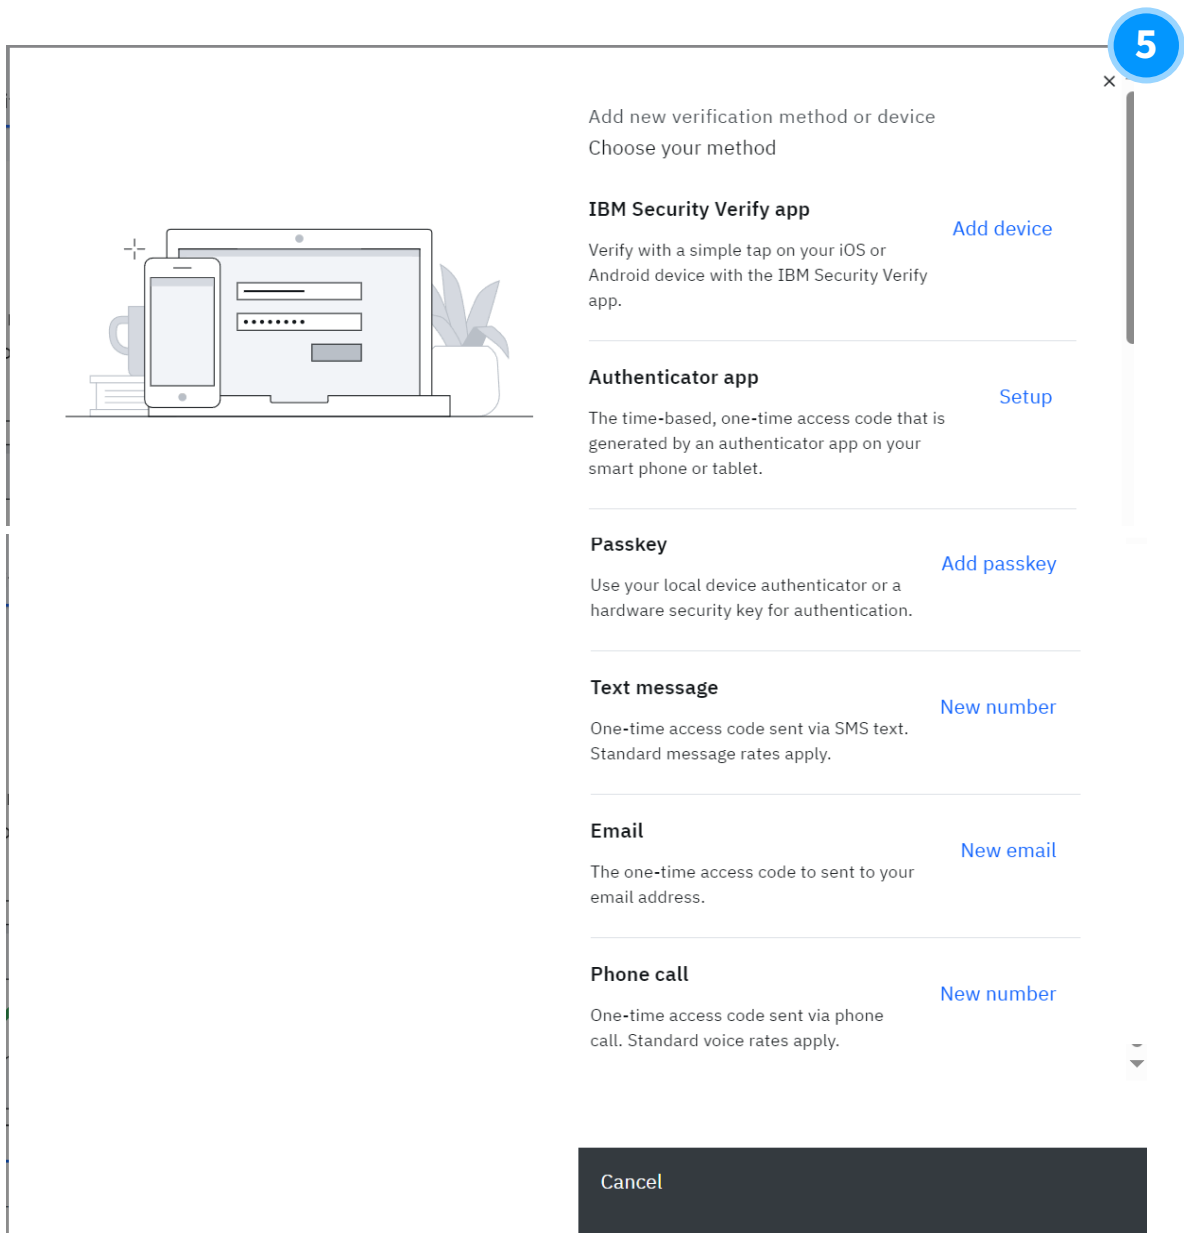 5
Add new verification method or device
Choose your method
IBM Security Verify app
Add device
Verify with a simple tap on your iOS or
Android device with the IBM Security Verify
app.
Authenticator app
Setup
The time-based, one-time access code that is
generated by an authenticator app on your
smart phone or tablet.
Passkey
Add passkey
Use your local device authenticator or a
hardware security key for authentication.
Text message
New number
One-time access code sent via SMS text.
Standard message rates apply.
Email
New email
The one-time access code to sent to your
email address.
Phone call
New number
One-time access code sent via phone
call. Standard voice rates apply.
Cancel